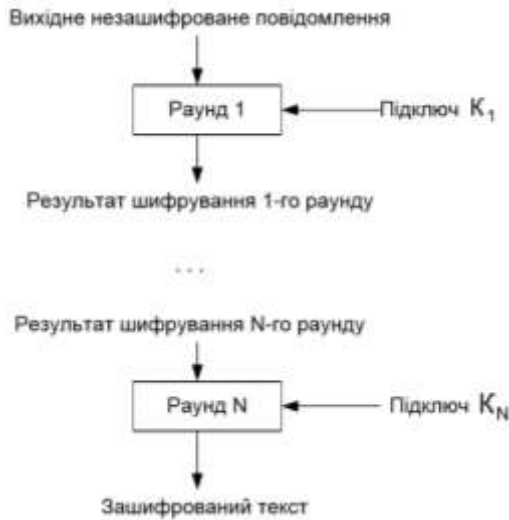 Вихідне незашифроване повідомлення
Раунд 1
Підключ K₁
Результат шифрування 1-го раунду
. . .
Результат шифрування N-го раунду
Раунд N
Підключ Kɴ
Зашифрований текст